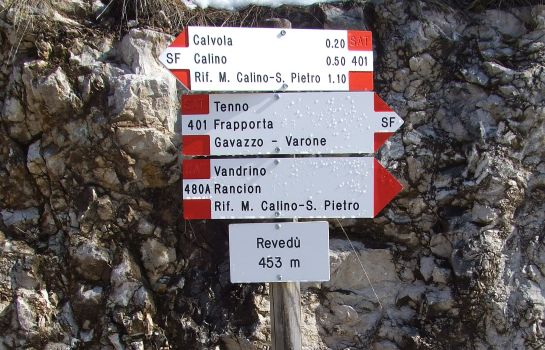 Calvola 0.20 SAT
SF Calino 0.50 401
Rif. M. Calino-S. Pietro 1.10
SAT Tenno
401 Frapporta SF
Gavazzo - Varone
Vandrino
480A Rancion
Rif. M. Calino-S. Pietro
Revedù
453 m